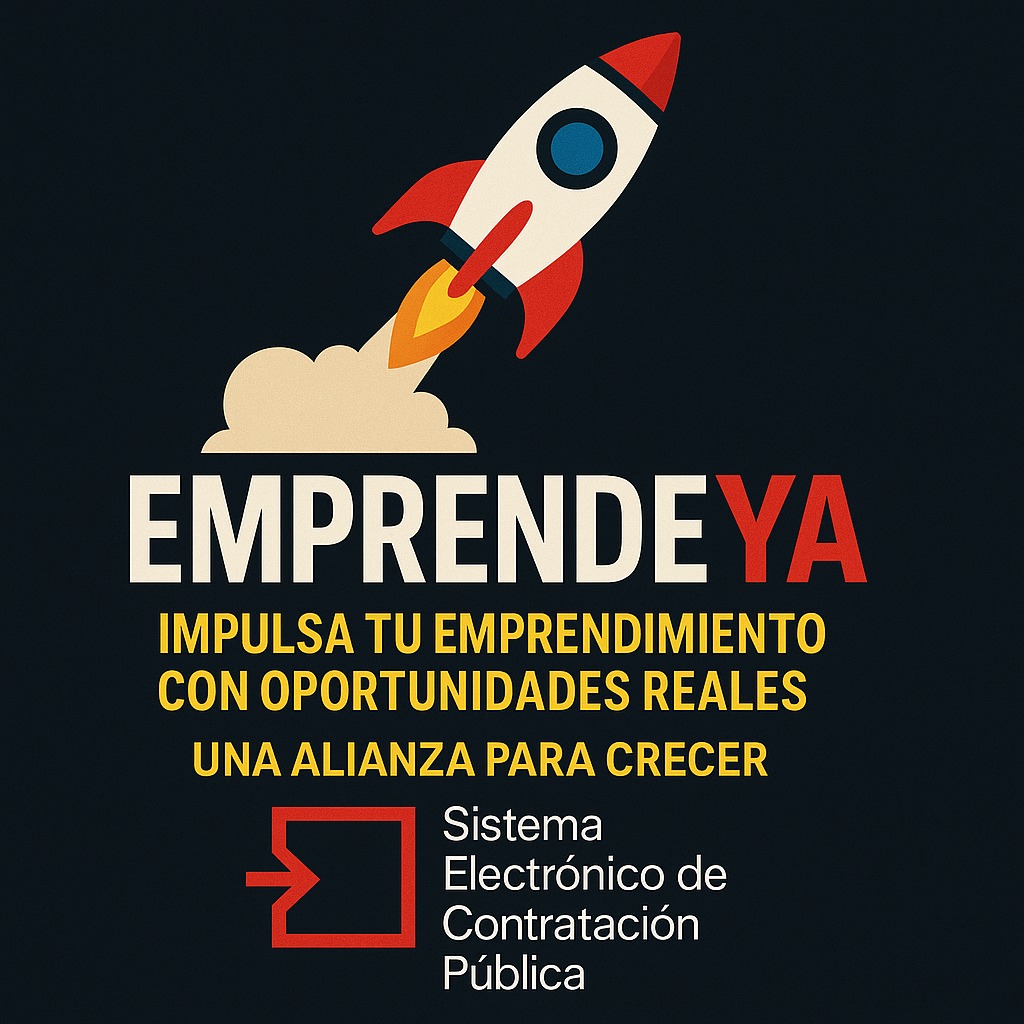 EMPRENDEYA
IMPULSA TU EMPRENDIMIENTO
CON OPORTUNIDADES REALES
UNA ALIANZA PARA CRECER
Sistema
Electrónico de
Contratación
Pública